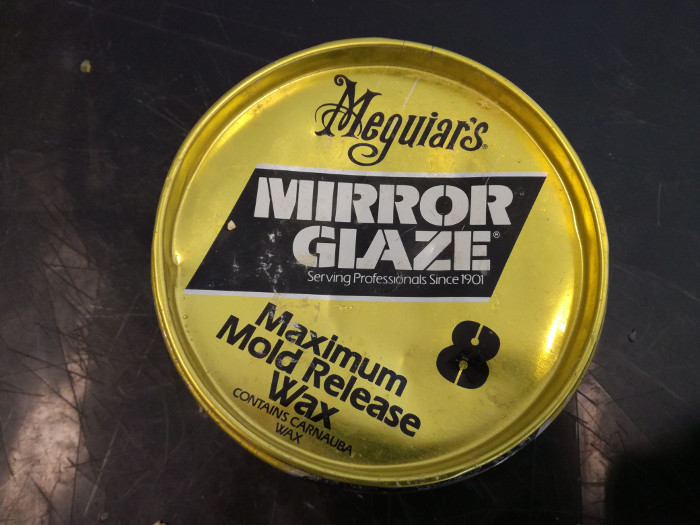 Meguiar's®
MIRROR
GLAZE®
Serving Professionals Since 1901
8
Maximum
Mold Release
Wax
CONTAINS CARNAUBA
WAX